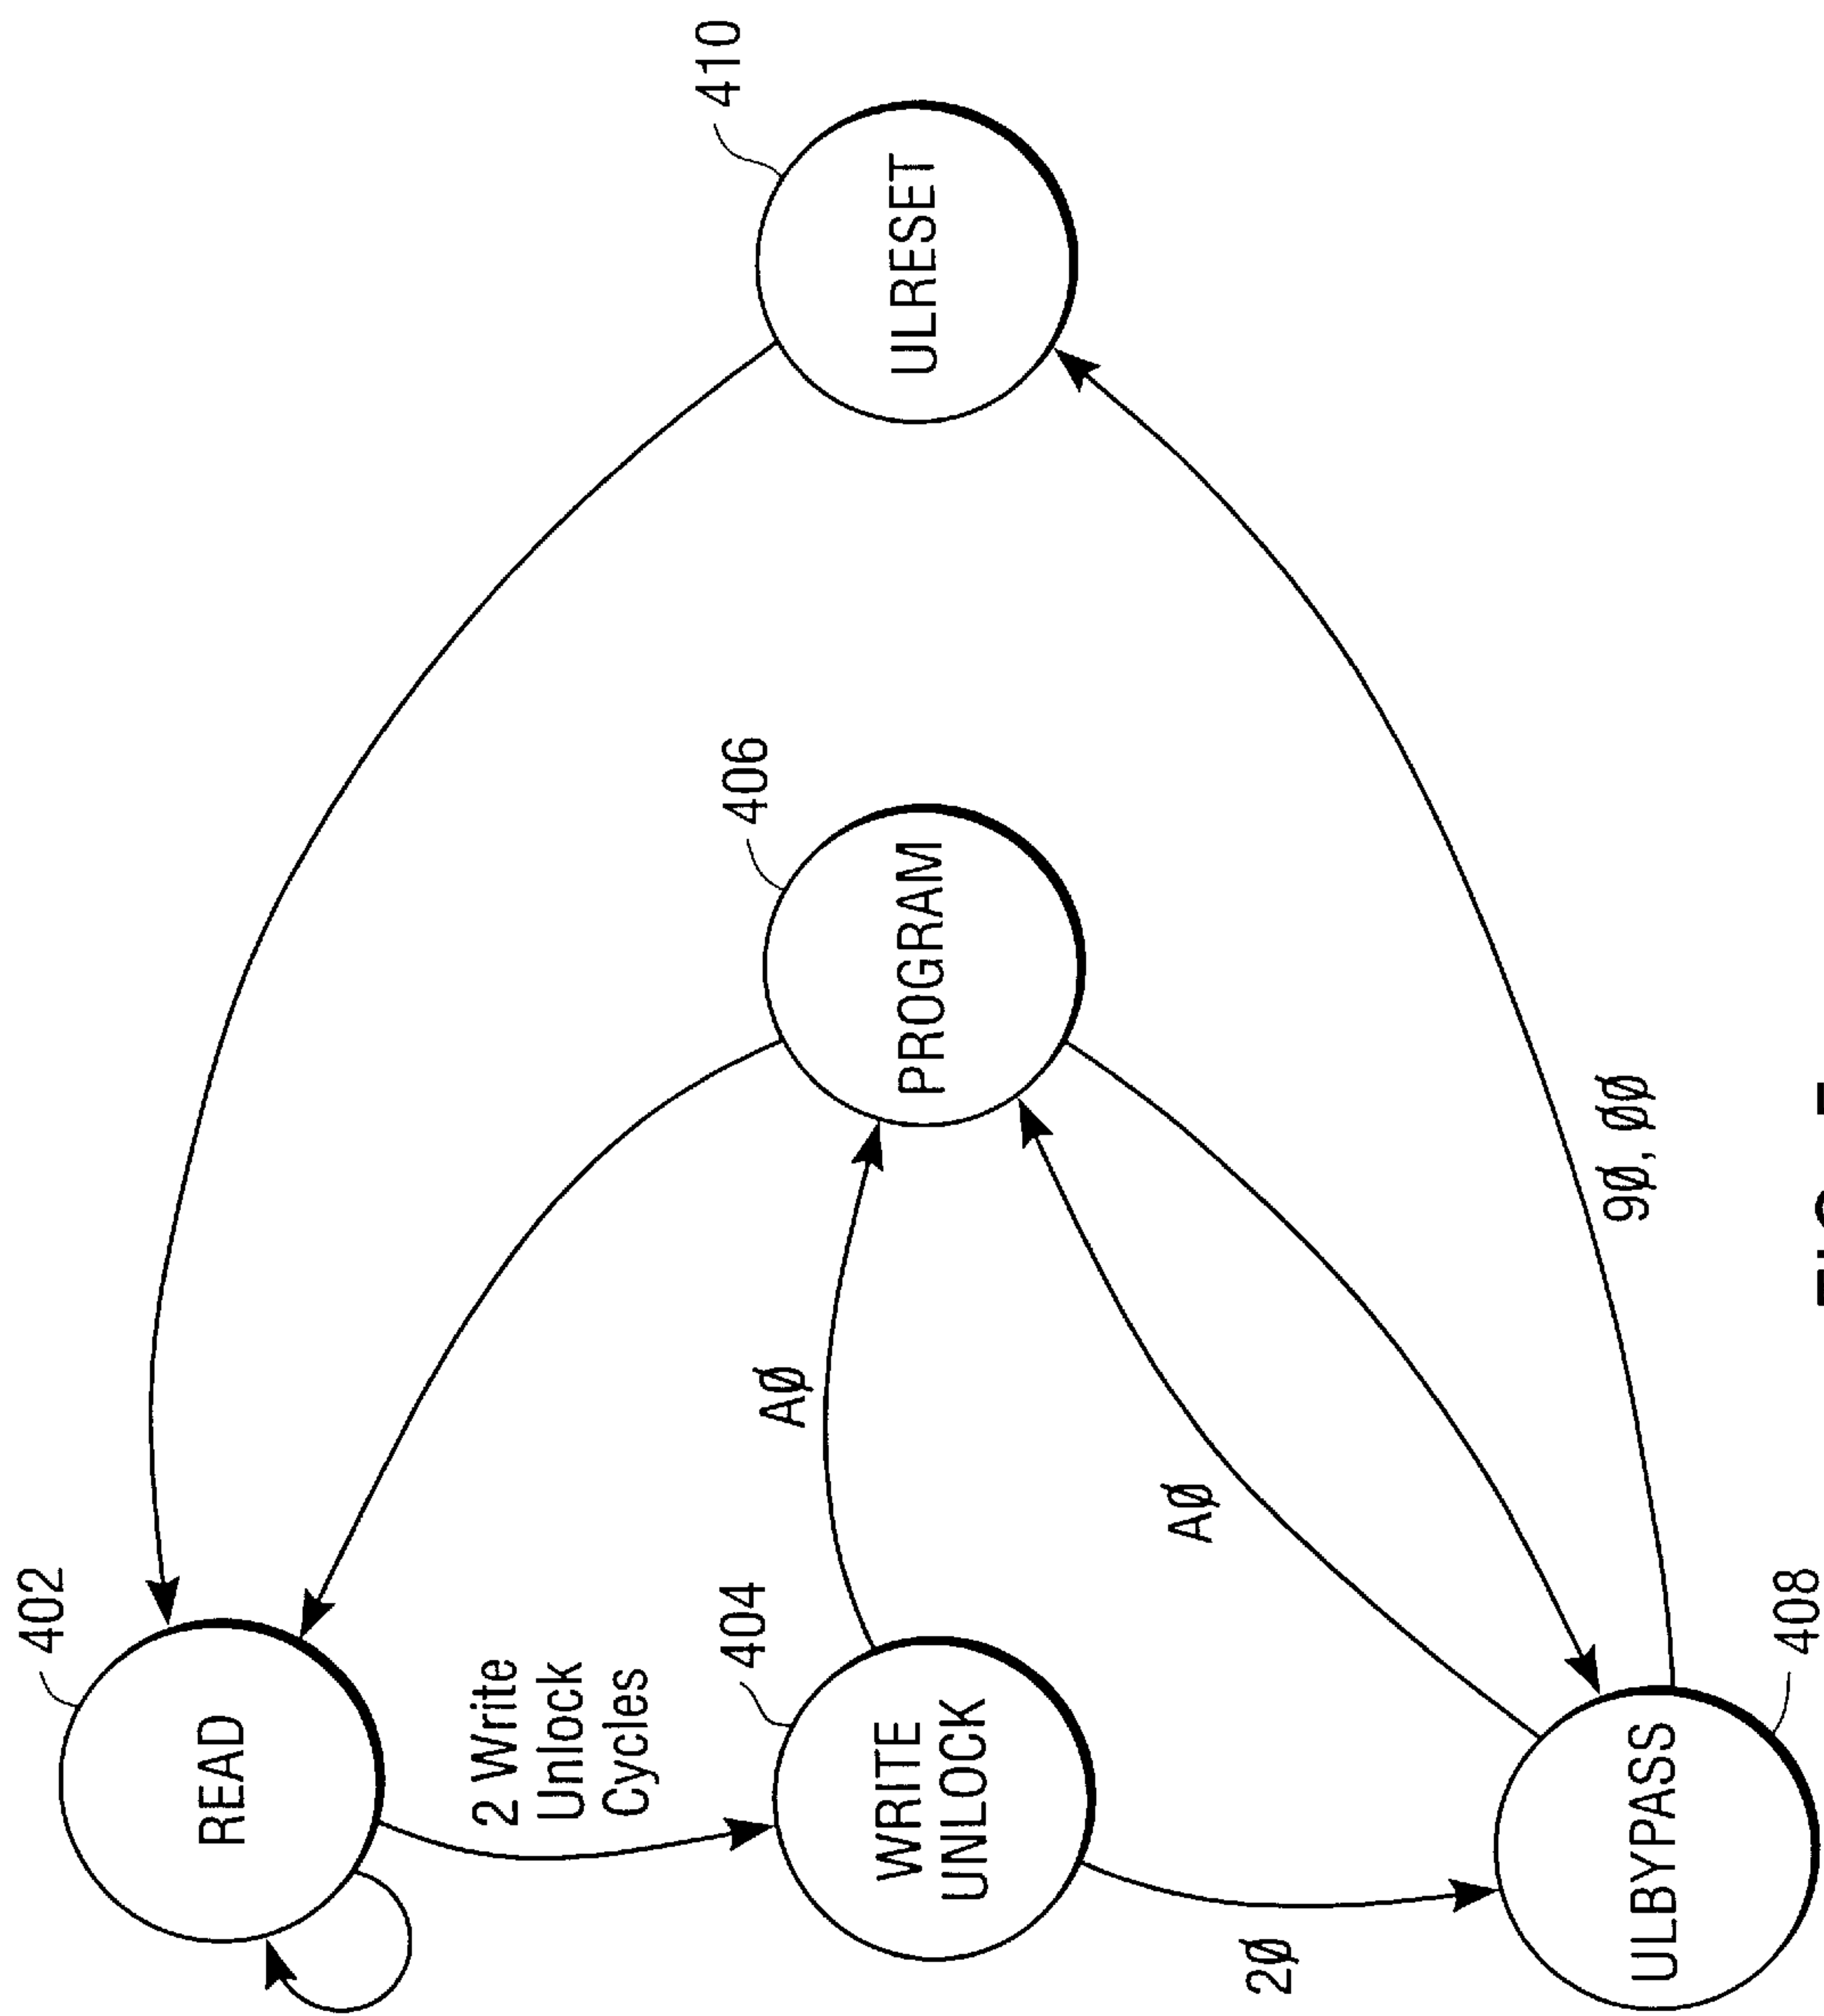 402
READ
2 Write
Unlock
Cycles
404
WRITE
UNLOCK
AØ
406
PROGRAM
410
ULRESET
AØ
2Ø
9Ø,ØØ
ULBYPASS
408